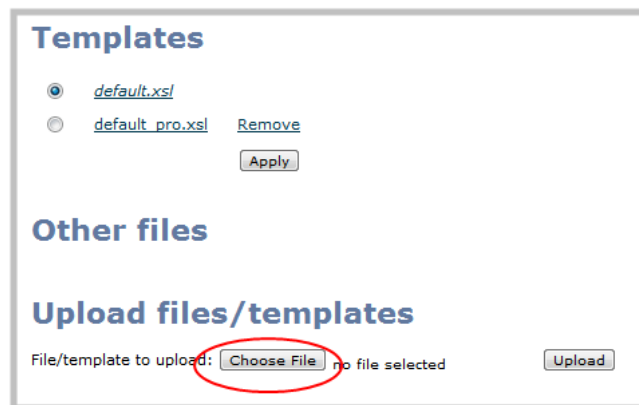 Templates
default.xsl
default_pro.xsl Remove
Apply
Other files
Upload files/templates
File/template to upload: Choose File no file selected Upload